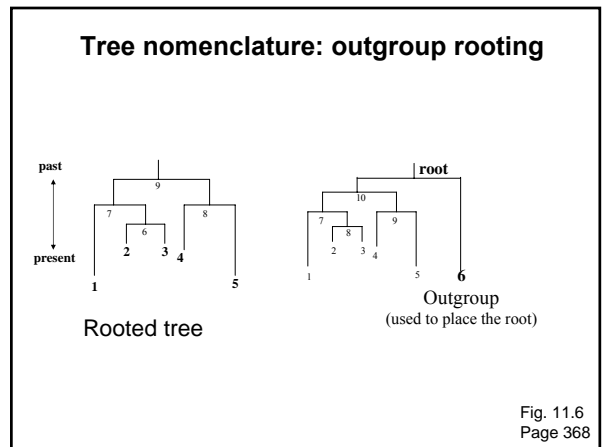 Tree nomenclature: outgroup rooting
past
9
7
8
6
present
2
3
4
1
5
Rooted tree
root
10
7
9
8
2
3
4
1
5
6
Outgroup
(used to place the root)
Fig. 11.6
Page 368